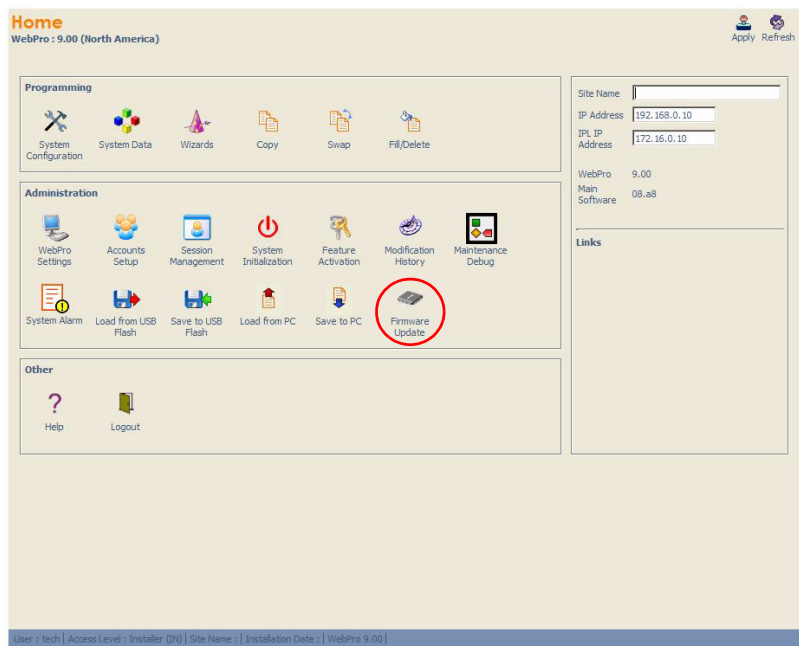 Home
WebPro : 9.00 (North America)
Apply Refresh
Programming
System Configuration
System Data
Wizards
Copy
Swap
Fill/Delete
Administration
WebPro Settings
Accounts Setup
Session Management
System Initialization
Feature Activation
Modification History
Maintenance Debug
System Alarm
Load from USB Flash
Save to USB Flash
Load from PC
Save to PC
Firmware Update
Other
Help
Logout
Site Name
IP Address 192.168.0.10
IPL IP Address 172.16.0.10
WebPro 9.00
Main Software 08.a8
Links
User : tech | Access Level : Installer (IN) | Site Name : | Installation Date : | WebPro 9.00 |